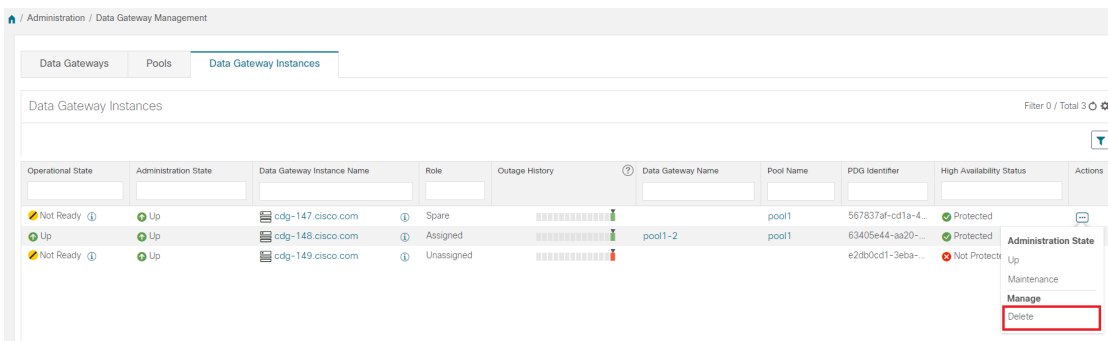 / Administration / Data Gateway Management
Data Gateways Pools Data Gateway Instances
Data Gateway Instances
Filter 0 / Total 3
Operational State Administration State Data Gateway Instance Name Role Outage History ? Data Gateway Name Pool Name PDG Identifier High Availability Status Actions
Not Ready Up cdg-147.cisco.com Spare pool1 567837af-cd1a-4... Protected
Up Up cdg-148.cisco.com Assigned pool1-2 pool1 63405e44-aa20-... Protected
Not Ready Up cdg-149.cisco.com Unassigned e2db0cd1-3eba-... Not Protecte
Administration State
Up
Maintenance
Manage
Delete